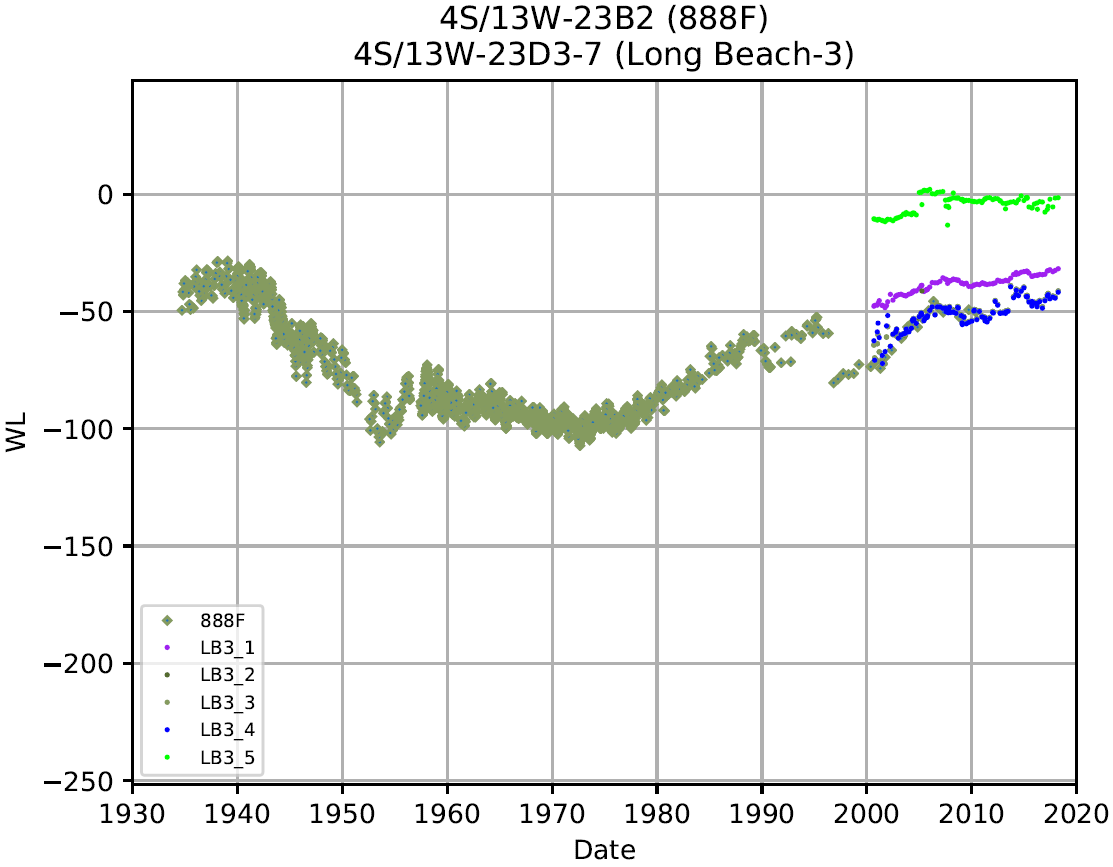 4S/13W-23B2 (888F)
4S/13W-23D3-7 (Long Beach-3)
WL
0
−50
−100
−150
−200
−250
888F
LB3_1
LB3_2
LB3_3
LB3_4
LB3_5
1930 1940 1950 1960 1970 1980 1990 2000 2010 2020
Date